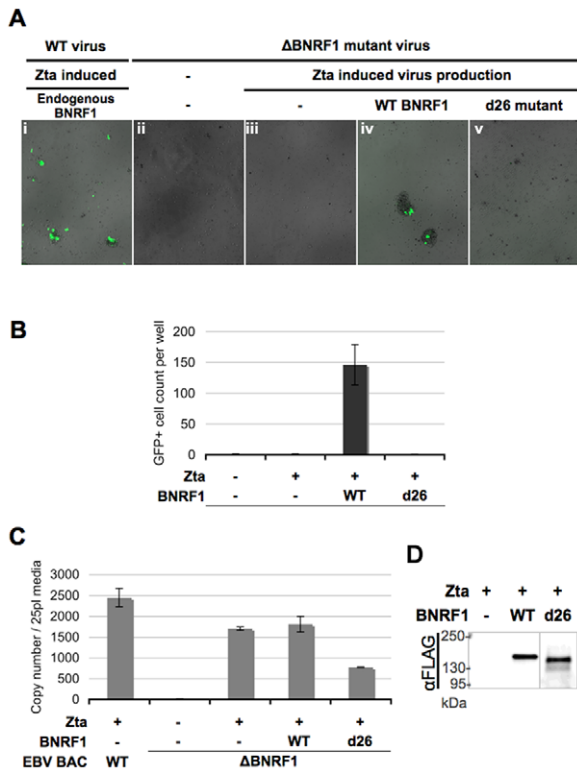 A
WT virus ΔBNRF1 mutant virus
Zta induced - Zta induced virus production
Endogenous BNRF1 - - WT BNRF1 d26 mutant
i ii iii iv v
B
GFP+ cell count per well
200
150
100
50
0
Zta - + + +
BNRF1 - - WT d26
C
Copy number / 25pl media
3000
2500
2000
1500
1000
500
0
Zta + - + + +
BNRF1 - - - WT d26
EBV BAC WT ΔBNRF1
D
Zta + + +
BNRF1 - WT d26
αFLAG
250
130
95
kDa